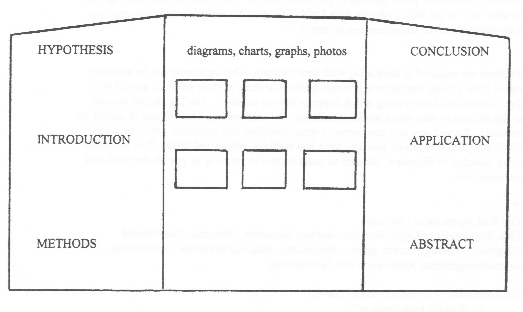 HYPOTHESIS
INTRODUCTION
METHODS
diagrams, charts, graphs, photos
CONCLUSION
APPLICATION
ABSTRACT